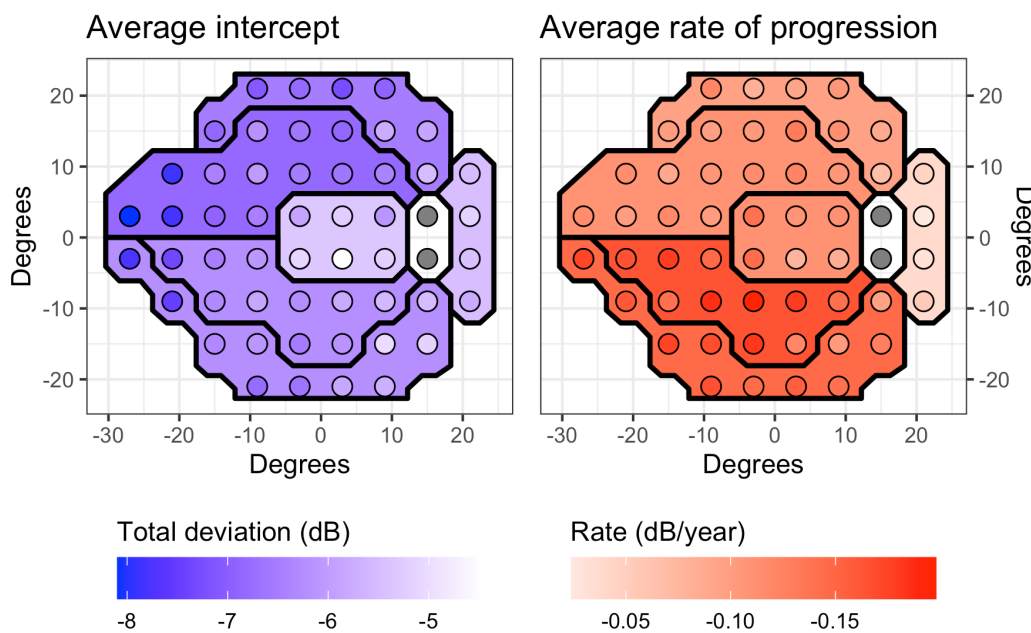 Average intercept
Average rate of progression
20
10
0
-10
-20
Degrees
-30 -20 -10 0 10 20
Degrees
20
10
0
-10
-20
Degrees
-30 -20 -10 0 10 20
Degrees
Total deviation (dB)
-8 -7 -6 -5
Rate (dB/year)
-0.05 -0.10 -0.15